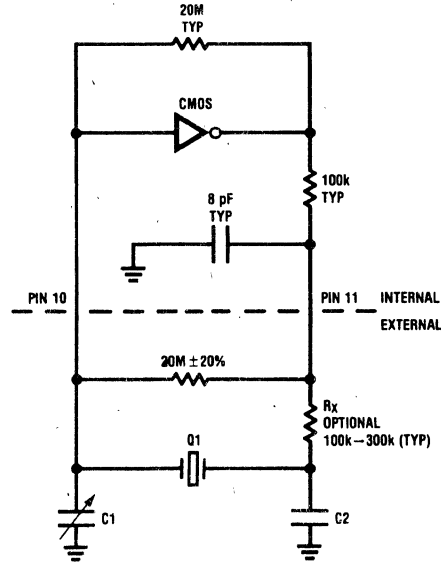 20M
TYP
CMOS
100k
TYP
8 pF
TYP
PIN 10
PIN 11
INTERNAL
EXTERNAL
20M ± 20%
Rx
OPTIONAL
100k–300k (TYP)
Q1
C1
C2